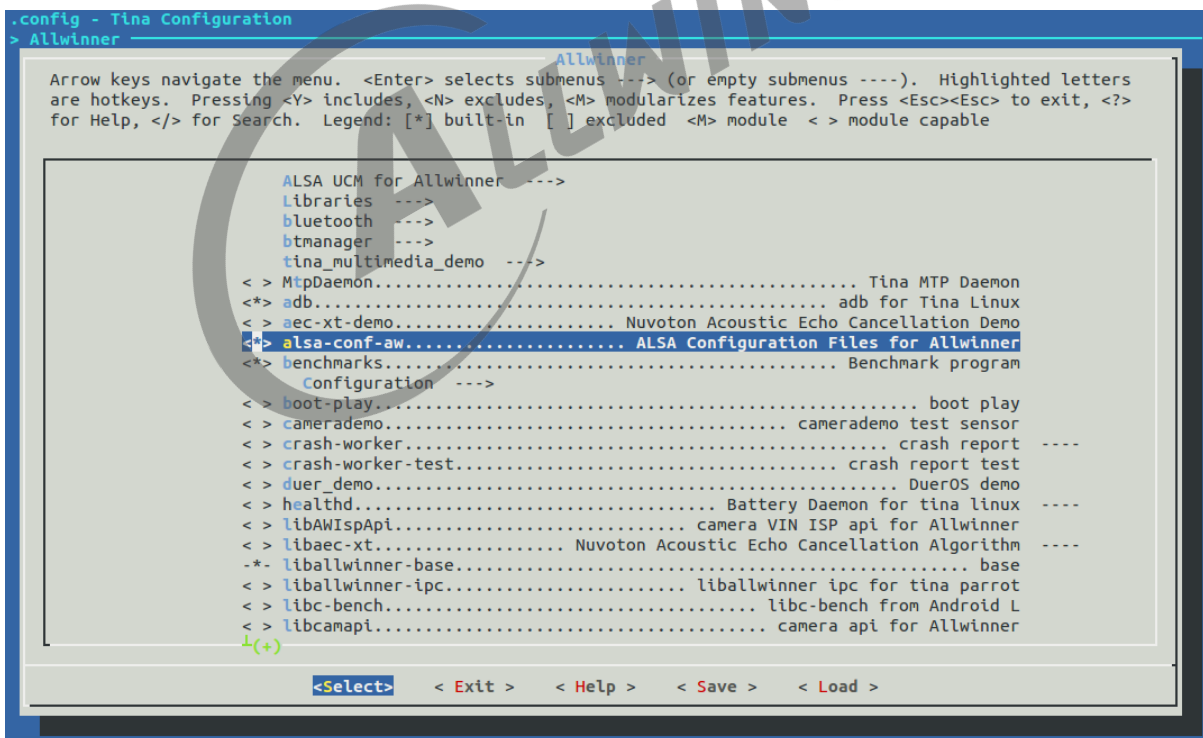 .config - Tina Configuration
> Allwinner
Allwinner
Arrow keys navigate the menu.  <Enter> selects submenus ---> (or empty submenus ----).  Highlighted letters
are hotkeys.  Pressing <Y> includes, <N> excludes, <M> modularizes features.  Press <Esc><Esc> to exit, <?>
for Help, </> for Search.  Legend: [*] built-in  [ ] excluded  <M> module  < > module capable
ALSA UCM for Allwinner  --->
Libraries  --->
bluetooth  --->
btmanager  --->
tina_multimedia_demo  --->
< > MtpDaemon................................................ Tina MTP Daemon
<*> adb................................................... adb for Tina Linux
< > aec-xt-demo...................... Nuvoton Acoustic Echo Cancellation Demo
<*> alsa-conf-aw...................... ALSA Configuration Files for Allwinner
<*> benchmarks............................................. Benchmark program
Configuration  --->
< > boot-play...................................................... boot play
< > camerademo........................................ camerademo test sensor
< > crash-worker................................................ crash report  ----
< > crash-worker-test...................................... crash report test
< > duer_demo.................................................... DuerOS demo
< > healthd.................................... Battery Daemon for tina linux  ----
< > libAWIspApi............................. camera VIN ISP api for Allwinner
< > libaec-xt................... Nuvoton Acoustic Echo Cancellation Algorithm  ----
-*- liballwinner-base................................................... base
< > liballwinner-ipc........................ liballwinner ipc for tina parrot
< > libc-bench..................................... libc-bench from Android L
< > libcamapi....................................... camera api for Allwinner
┴(+)
<Select>    < Exit >    < Help >    < Save >    < Load >